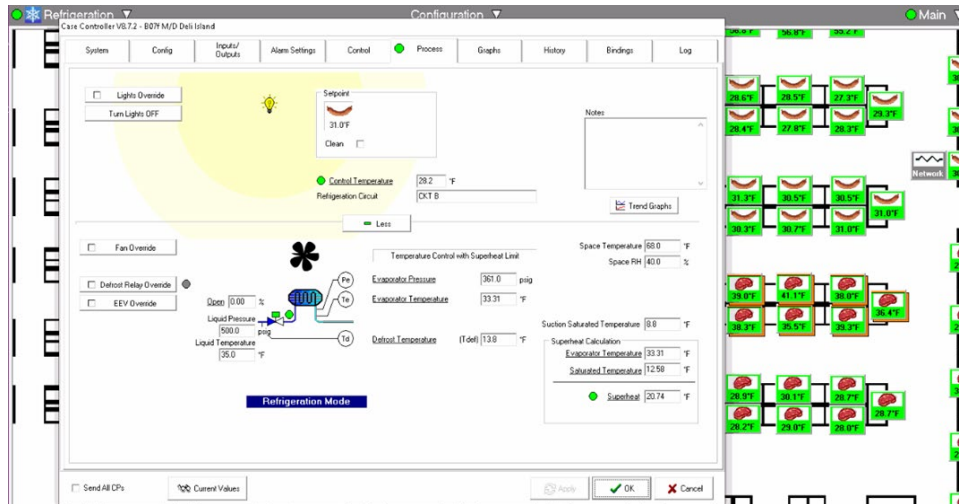 Refrigeration ▼
Configuration ▼
Main
Case Controller V8.7.2 - B07f M/D Deli Island
System
Config
Inputs/
Outputs
Alarm Settings
Control
Process
Graphs
History
Bindings
Log
56.8°F
55.2°F
Lights Override
Turn Lights OFF
Setpoint
31.0°F
Clean
Notes
Control Temperature
28.2 °F
Refrigeration Circuit
CKT B
Trend Graphs
Less
Fan Override
Defrost Relay Override
EEV Override
Temperature Control with Superheat Limit
Space Temperature 68.0 °F
Space RH 40.0 %
Pe
Evaporator Pressure 361.0 psig
Te
Evaporator Temperature 33.31 °F
Open 0.00 %
Liquid Pressure
500.0 psig
Liquid Temperature
35.0 °F
Td
Defrost Temperature (Tdef) 13.8 °F
Suction Saturated Temperature 8.8 °F
Superheat Calculation
Evaporator Temperature 33.31 °F
Saturated Temperature 12.58 °F
Superheat 20.74 °F
Refrigeration Mode
Send All CPs
Current Values
Apply
OK
Cancel
28.6°F
28.5°F
27.3°F
29.3°F
28.4°F
27.8°F
28.3°F
Network
31.3°F
30.5°F
30.5°F
31.0°F
30.3°F
30.7°F
31.0°F
39.0°F
41.1°F
38.0°F
36.4°F
38.3°F
35.5°F
39.3°F
28.9°F
30.1°F
28.7°F
28.7°F
28.2°F
29.0°F
28.0°F